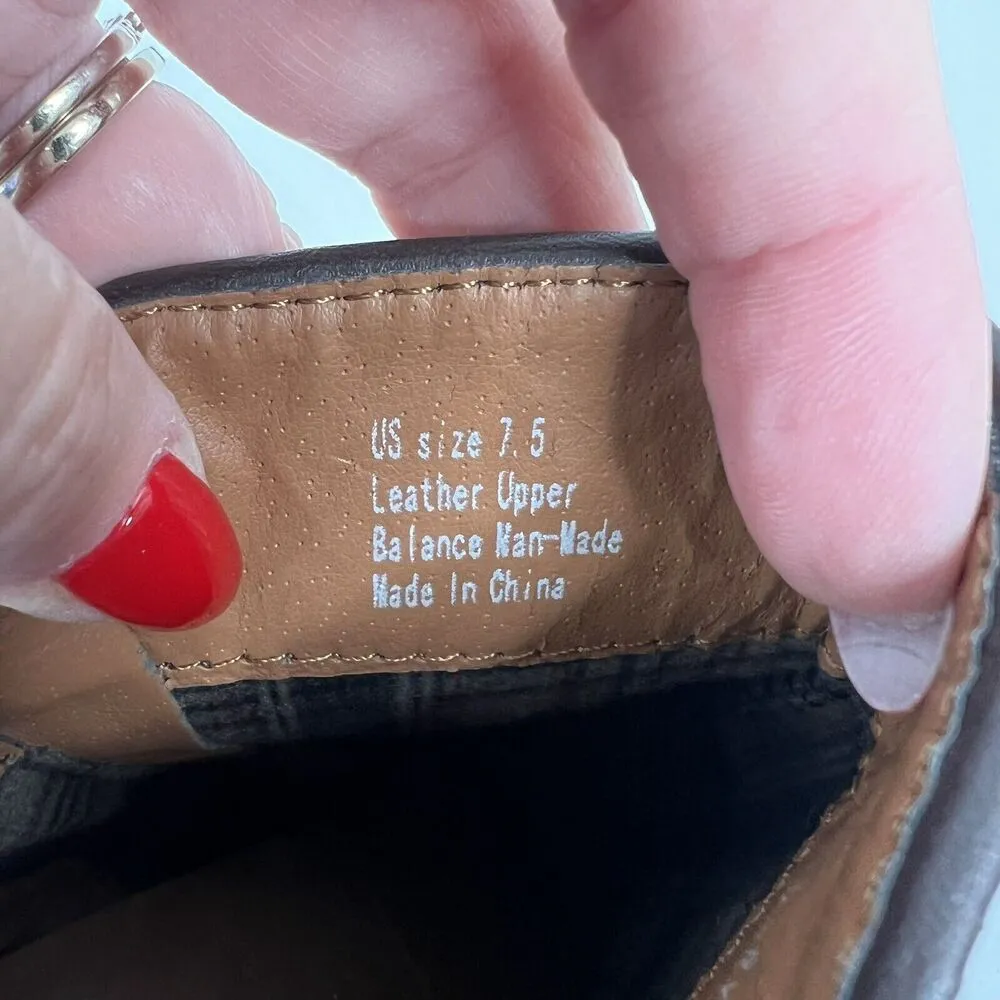 US size 7.5
Leather Upper
Balance Man-Made
Made In China